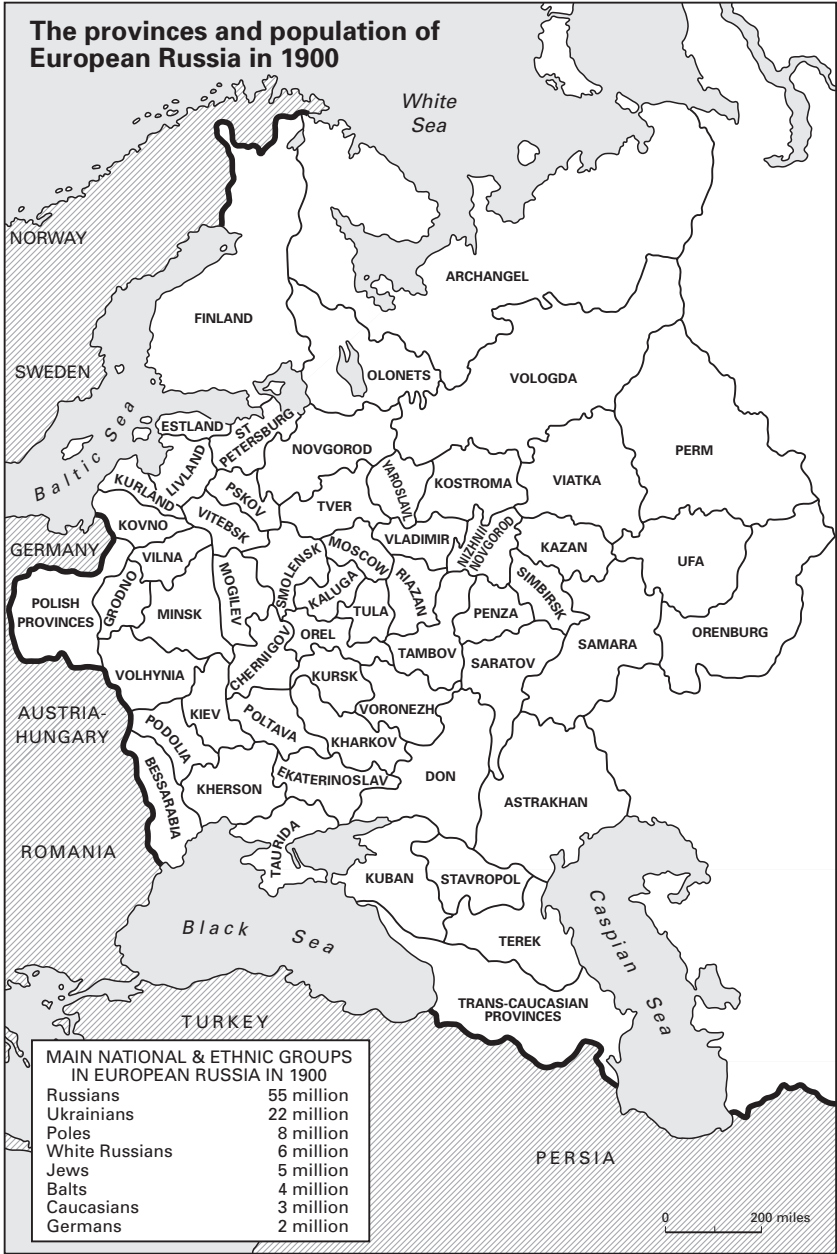 The provinces and population of
European Russia in 1900
White
Sea
NORWAY
ARCHANGEL
FINLAND
SWEDEN
OLONETS
VOLOGDA
Baltic Sea
ESTLAND
ST
PETERSBURG
NOVGOROD
PERM
LIVLAND
YAROSLAVL
KOSTROMA
VIATKA
KURLAND
PSKOV
TVER
KOVNO
VITEBSK
VLADIMIR
NIZHNII
NOVGOROD
KAZAN
GERMANY
VILNA
SMOLENSK
MOSCOW
UFA
POLISH
PROVINCES
GRODNO
MINSK
MOGILEV
KALUGA
TULA
RIAZAN
PENZA
SIMBIRSK
SAMARA
ORENBURG
OREL
CHERNIGOV
TAMBOV
SARATOV
VOLHYNIA
KURSK
AUSTRIA-
HUNGARY
KIEV
VORONEZH
PODOLIA
POLTAVA
KHARKOV
BESSARABIA
KHERSON
EKATERINOSLAV
DON
ASTRAKHAN
ROMANIA
TAURIDA
KUBAN
STAVROPOL
Black Sea
TEREK
Caspian Sea
TRANS-CAUCASIAN
PROVINCES
TURKEY
MAIN NATIONAL & ETHNIC GROUPS
IN EUROPEAN RUSSIA IN 1900
Russians 55 million
Ukrainians 22 million
Poles 8 million
White Russians 6 million
Jews 5 million
Balts 4 million
Caucasians 3 million
Germans 2 million
PERSIA
0 200 miles